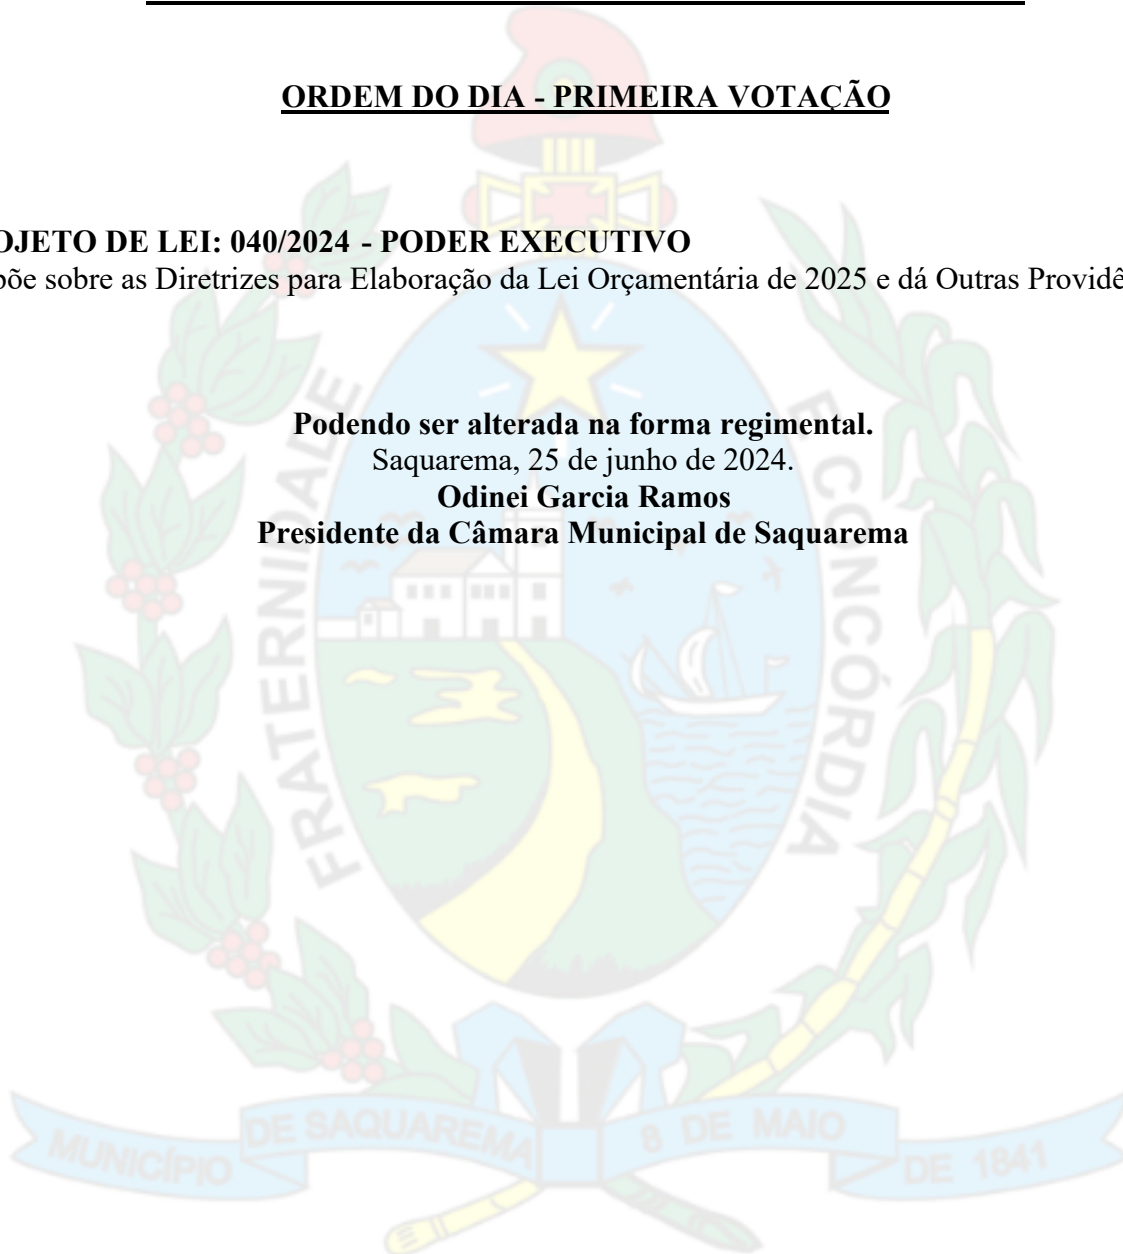 ORDEM DO DIA - PRIMEIRA VOTAÇÃO
OJETO DE LEI: 040/2024 - PODER EXECUTIVO
põe sobre as Diretrizes para Elaboração da Lei Orçamentária de 2025 e dá Outras Providê
Podendo ser alterada na forma regimental.
Saquarema, 25 de junho de 2024.
Odinei Garcia Ramos
Presidente da Câmara Municipal de Saquarema
FRATERNIDADE
E CONCÓRDIA
MUNICÍPIO DE SAQUAREMA 8 DE MAIO DE 1841